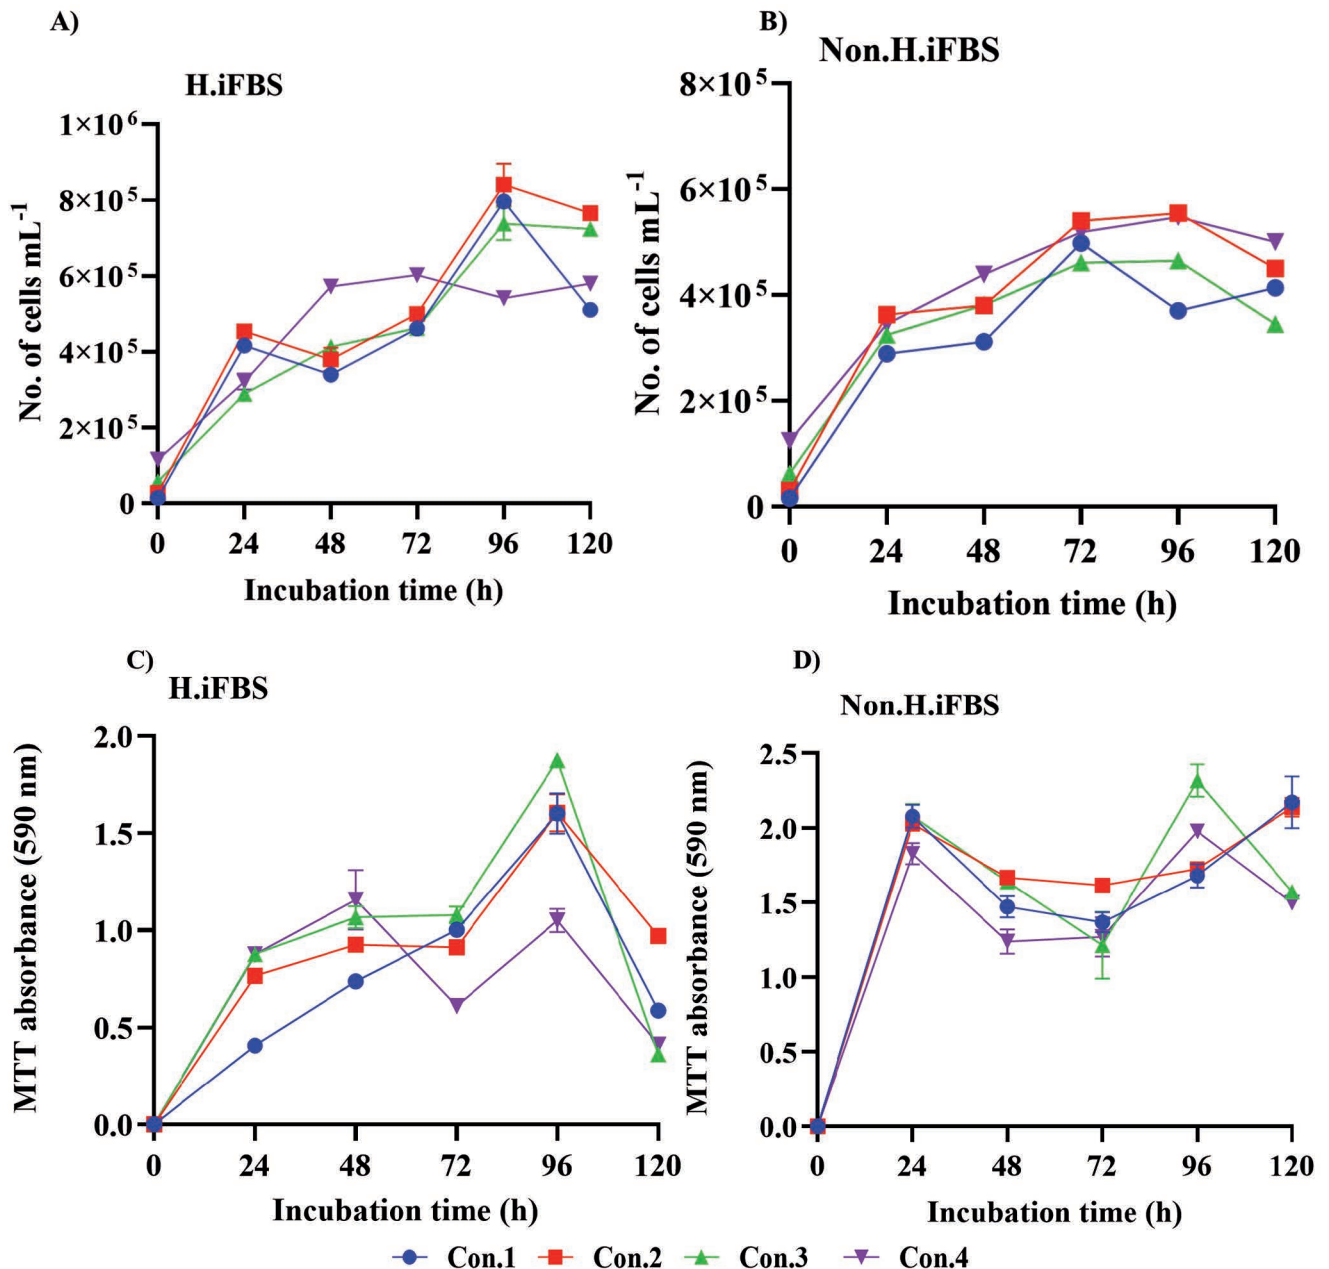 A)
H.iFBS
1×10⁶
8×10⁵
6×10⁵
4×10⁵
2×10⁵
0
No. of cells mL⁻¹
0 24 48 72 96 120
Incubation time (h)
B)
Non.H.iFBS
8×10⁵
6×10⁵
4×10⁵
2×10⁵
0
No. of cells mL⁻¹
0 24 48 72 96 120
Incubation time (h)
C)
H.iFBS
2.0
1.5
1.0
0.5
0.0
MTT absorbance (590 nm)
0 24 48 72 96 120
Incubation time (h)
D)
Non.H.iFBS
2.5
2.0
1.5
1.0
0.5
0.0
MTT absorbance (590 nm)
0 24 48 72 96 120
Incubation time (h)
Con.1 Con.2 Con.3 Con.4